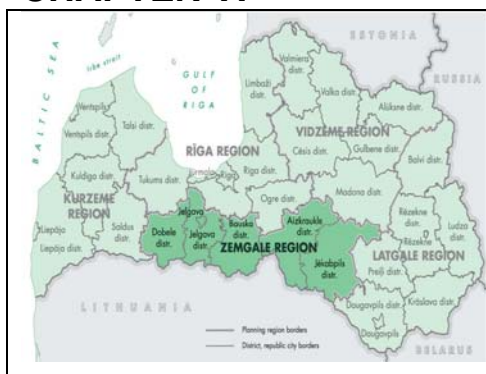 ESTONIA
RUSSIA
BALTIC SEA
Irbe strait
GULF
OF
RIGA
Valmiera
distr.
Limbaži
distr.
Valka distr.
Alūksne distr.
Ventspils
Ventspils distr.
Talsi distr.
VIDZEME REGION
Cēsis distr.
Gulbene distr.
RĪGA REGION
Balvi distr.
Jūrmala
Rīga
Rīga distr.
Kuldīga distr.
Tukums distr.
KURZEME
REGION
Ogre distr.
Madona distr.
Jelgava
Aizkraukle
distr.
Rēzekne
distr.
Ludza
distr.
Liepāja
Saldus
distr.
Dobele
distr.
Jelgava
distr.
Bauska
distr.
ZEMGALE REGION
Rēzekne
LATGALE REGION
Liepāja distr.
Jēkabpils
distr.
Preiļi distr.
LITHUANIA
Daugavpils
distr.
Krāslava distr.
Daugavpils
Planning region borders
District, republic city borders
BELARUS